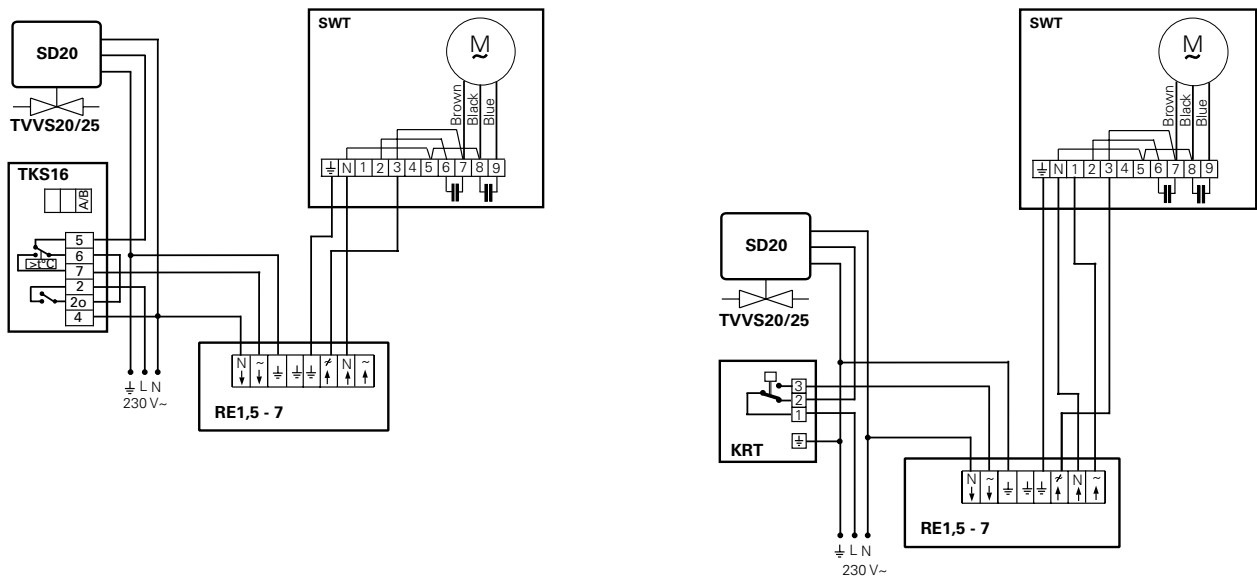 SWT
M
~
Brown
Black
Blue
N 1 2 3 4 5 6 7 8 9
SD20
TVVS20/25
TKS16
A/B
5
6
>t°C
7
2
2o
4
L N
230 V~
N ~ ≁ N ~
RE1,5 - 7
SWT
M
~
Brown
Black
Blue
N 1 2 3 4 5 6 7 8 9
SD20
TVVS20/25
3
2
1
KRT
N ~ ≁ N ~
RE1,5 - 7
L N
230 V~